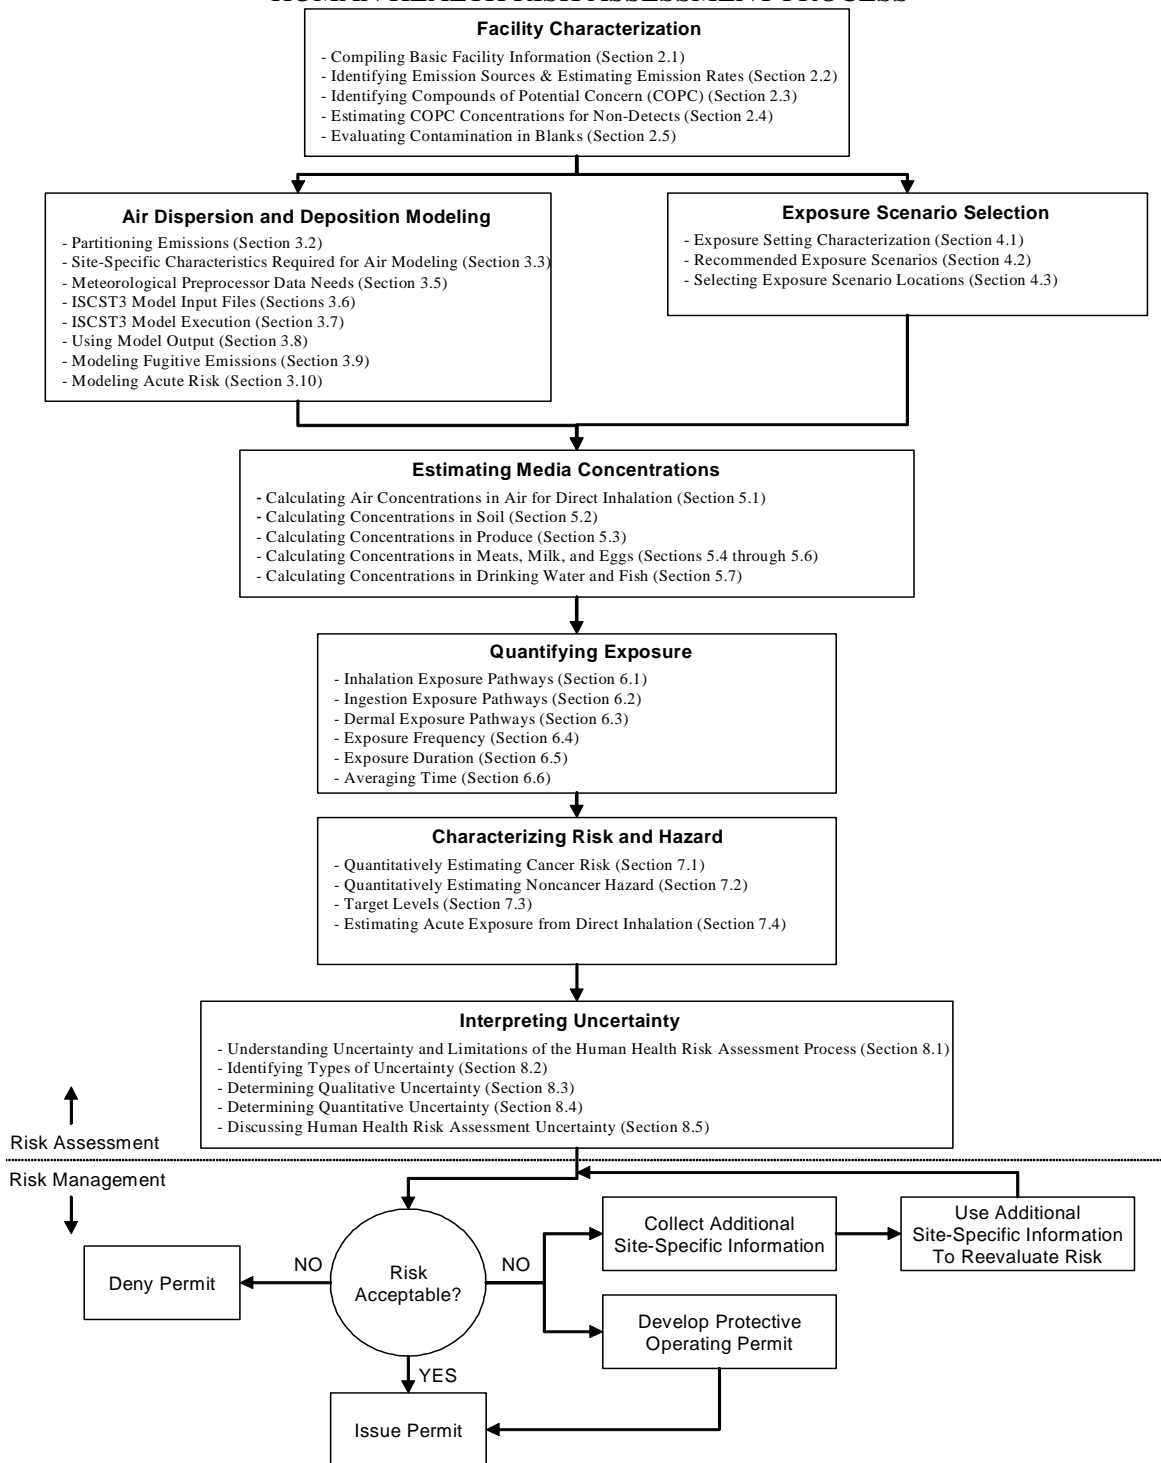 HUMAN HEALTH RISK ASSESSMENT PROCESS
Facility Characterization
- Compiling Basic Facility Information (Section 2.1)
- Identifying Emission Sources & Estimating Emission Rates (Section 2.2)
- Identifying Compounds of Potential Concern (COPC) (Section 2.3)
- Estimating COPC Concentrations for Non-Detects (Section 2.4)
- Evaluating Contamination in Blanks (Section 2.5)
Air Dispersion and Deposition Modeling
- Partitioning Emissions (Section 3.2)
- Site-Specific Characteristics Required for Air Modeling (Section 3.3)
- Meteorological Preprocessor Data Needs (Section 3.5)
- ISCST3 Model Input Files (Sections 3.6)
- ISCST3 Model Execution (Section 3.7)
- Using Model Output (Section 3.8)
- Modeling Fugitive Emissions (Section 3.9)
- Modeling Acute Risk (Section 3.10)
Exposure Scenario Selection
- Exposure Setting Characterization (Section 4.1)
- Recommended Exposure Scenarios (Section 4.2)
- Selecting Exposure Scenario Locations (Section 4.3)
Estimating Media Concentrations
- Calculating Air Concentrations in Air for Direct Inhalation (Section 5.1)
- Calculating Concentrations in Soil (Section 5.2)
- Calculating Concentrations in Produce (Section 5.3)
- Calculating Concentrations in Meats, Milk, and Eggs (Sections 5.4 through 5.6)
- Calculating Concentrations in Drinking Water and Fish (Section 5.7)
Quantifying Exposure
- Inhalation Exposure Pathways (Section 6.1)
- Ingestion Exposure Pathways (Section 6.2)
- Dermal Exposure Pathways (Section 6.3)
- Exposure Frequency (Section 6.4)
- Exposure Duration (Section 6.5)
- Averaging Time (Section 6.6)
Characterizing Risk and Hazard
- Quantitatively Estimating Cancer Risk (Section 7.1)
- Quantitatively Estimating Noncancer Hazard (Section 7.2)
- Target Levels (Section 7.3)
- Estimating Acute Exposure from Direct Inhalation (Section 7.4)
Interpreting Uncertainty
- Understanding Uncertainty and Limitations of the Human Health Risk Assessment Process (Section 8.1)
- Identifying Types of Uncertainty (Section 8.2)
- Determining Qualitative Uncertainty (Section 8.3)
- Determining Quantitative Uncertainty (Section 8.4)
- Discussing Human Health Risk Assessment Uncertainty (Section 8.5)
Risk Assessment
Risk Management
Deny Permit
NO
Risk
Acceptable?
NO
Collect Additional
Site-Specific Information
Use Additional
Site-Specific Information
To Reevaluate Risk
Develop Protective
Operating Permit
YES
Issue Permit